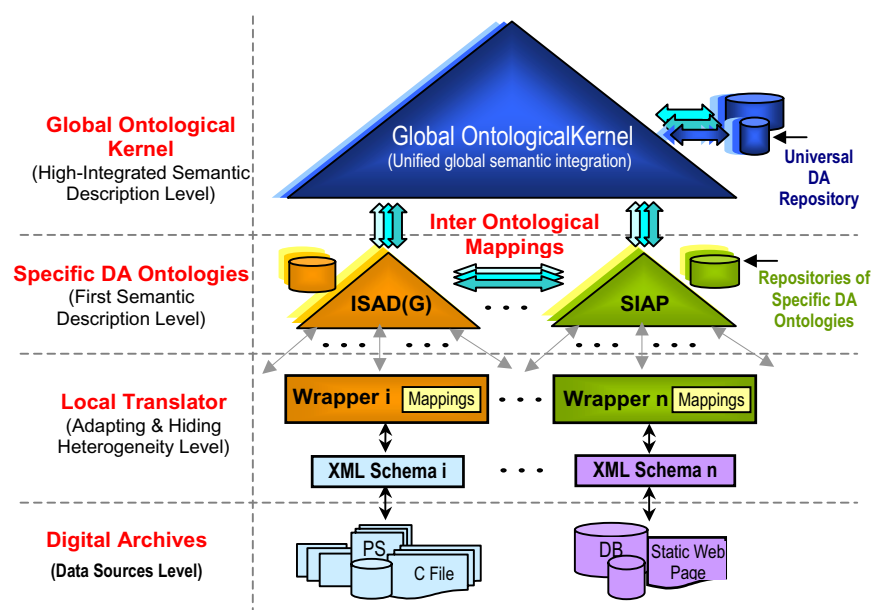 Global Ontological
Kernel
(High-Integrated Semantic
Description Level)
Global OntologicalKernel
(Unified global semantic integration)
Universal
DA
Repository
Inter Ontological
Mappings
Specific DA Ontologies
(First Semantic
Description Level)
ISAD(G)
. . .
SIAP
Repositories of
Specific DA
Ontologies
. . . . . .
. . . . . .
Local Translator
(Adapting & Hiding
Heterogeneity Level)
Wrapper i
Mappings
. . .
Wrapper n
Mappings
XML Schema i
. . .
XML Schema n
Digital Archives
(Data Sources Level)
PS
C File
DB
Static Web
Page